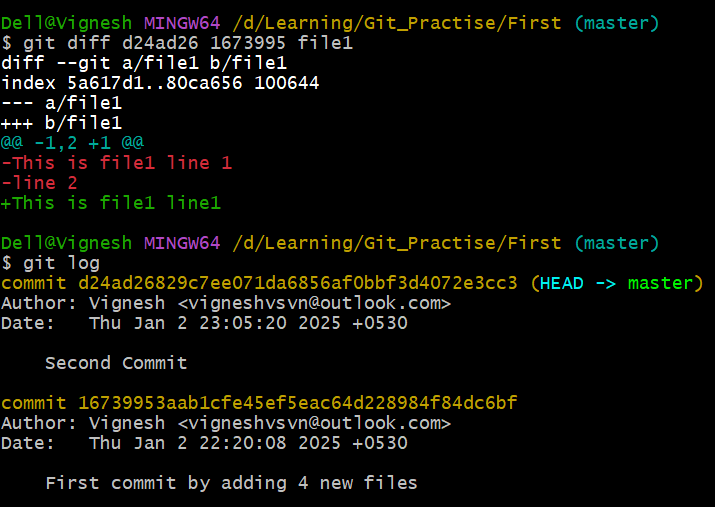 Dell@Vignesh MINGW64 /d/Learning/Git_Practise/First (master)
$ git diff d24ad26 1673995 file1
diff --git a/file1 b/file1
index 5a617d1..80ca656 100644
--- a/file1
+++ b/file1
@@ -1,2 +1 @@
-This is file1 line 1
-line 2
+This is file1 line1
Dell@Vignesh MINGW64 /d/Learning/Git_Practise/First (master)
$ git log
commit d24ad26829c7ee071da6856af0bbf3d4072e3cc3 (HEAD -> master)
Author: Vignesh <vigneshvsvn@outlook.com>
Date:   Thu Jan 2 23:05:20 2025 +0530
    Second Commit
commit 16739953aab1cfe45ef5eac64d228984f84dc6bf
Author: Vignesh <vigneshvsvn@outlook.com>
Date:   Thu Jan 2 22:20:08 2025 +0530
    First commit by adding 4 new files